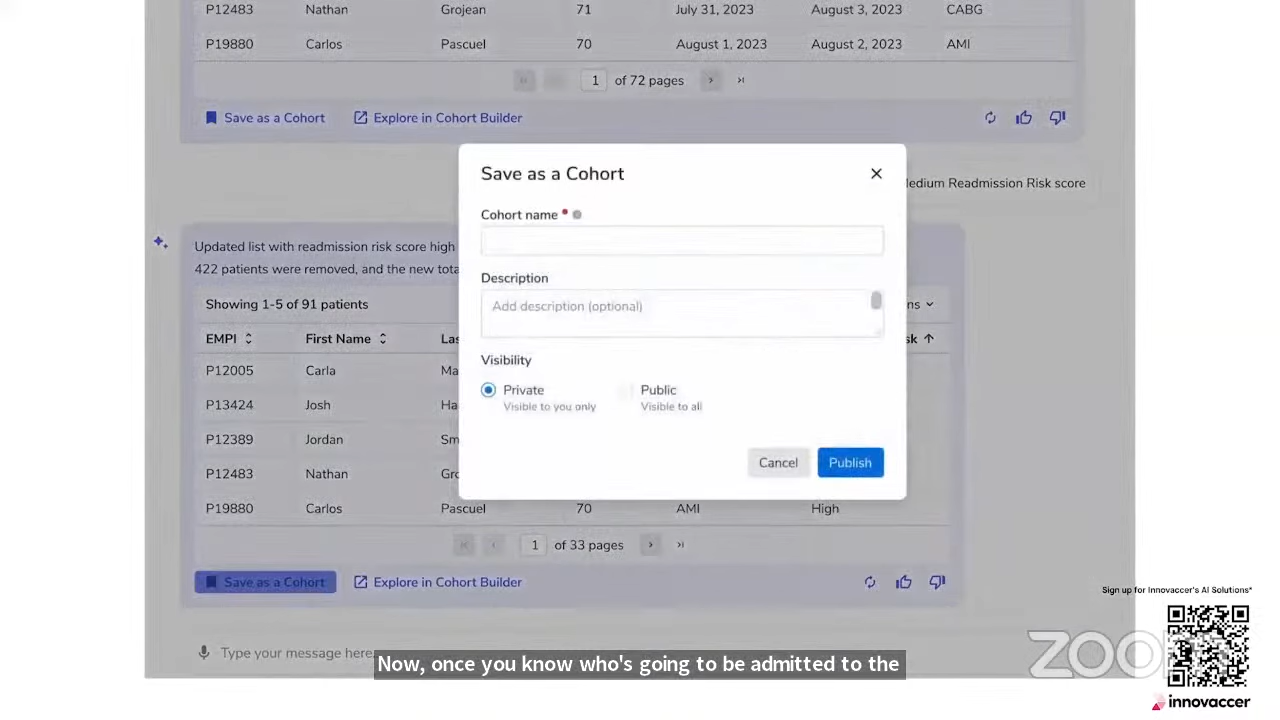 P12483 Nathan Grojean 71 July 31, 2023 August 3, 2023 CABG
P19880 Carlos Pascuel 70 August 1, 2023 August 2, 2023 AMI
1 of 72 pages
Save as a Cohort Explore in Cohort Builder
Save as a Cohort
Medium Readmission Risk score
Cohort name
Updated list with readmission risk score high
422 patients were removed, and the new tota
Description
Add description (optional)
Showing 1-5 of 91 patients
EMPI First Name
P12005 Carla Ma
P13424 Josh Ha
P12389 Jordan Sm
P12483 Nathan Gro
P19880 Carlos Pascuel 70 AMI High
Visibility
Private Public
Visible to you only Visible to all
Cancel Publish
1 of 33 pages
Save as a Cohort Explore in Cohort Builder
Type your message here
Now, once you know who's going to be admitted to the
Sign up for Innovaccer's AI Solutions*
zoom
innovaccer